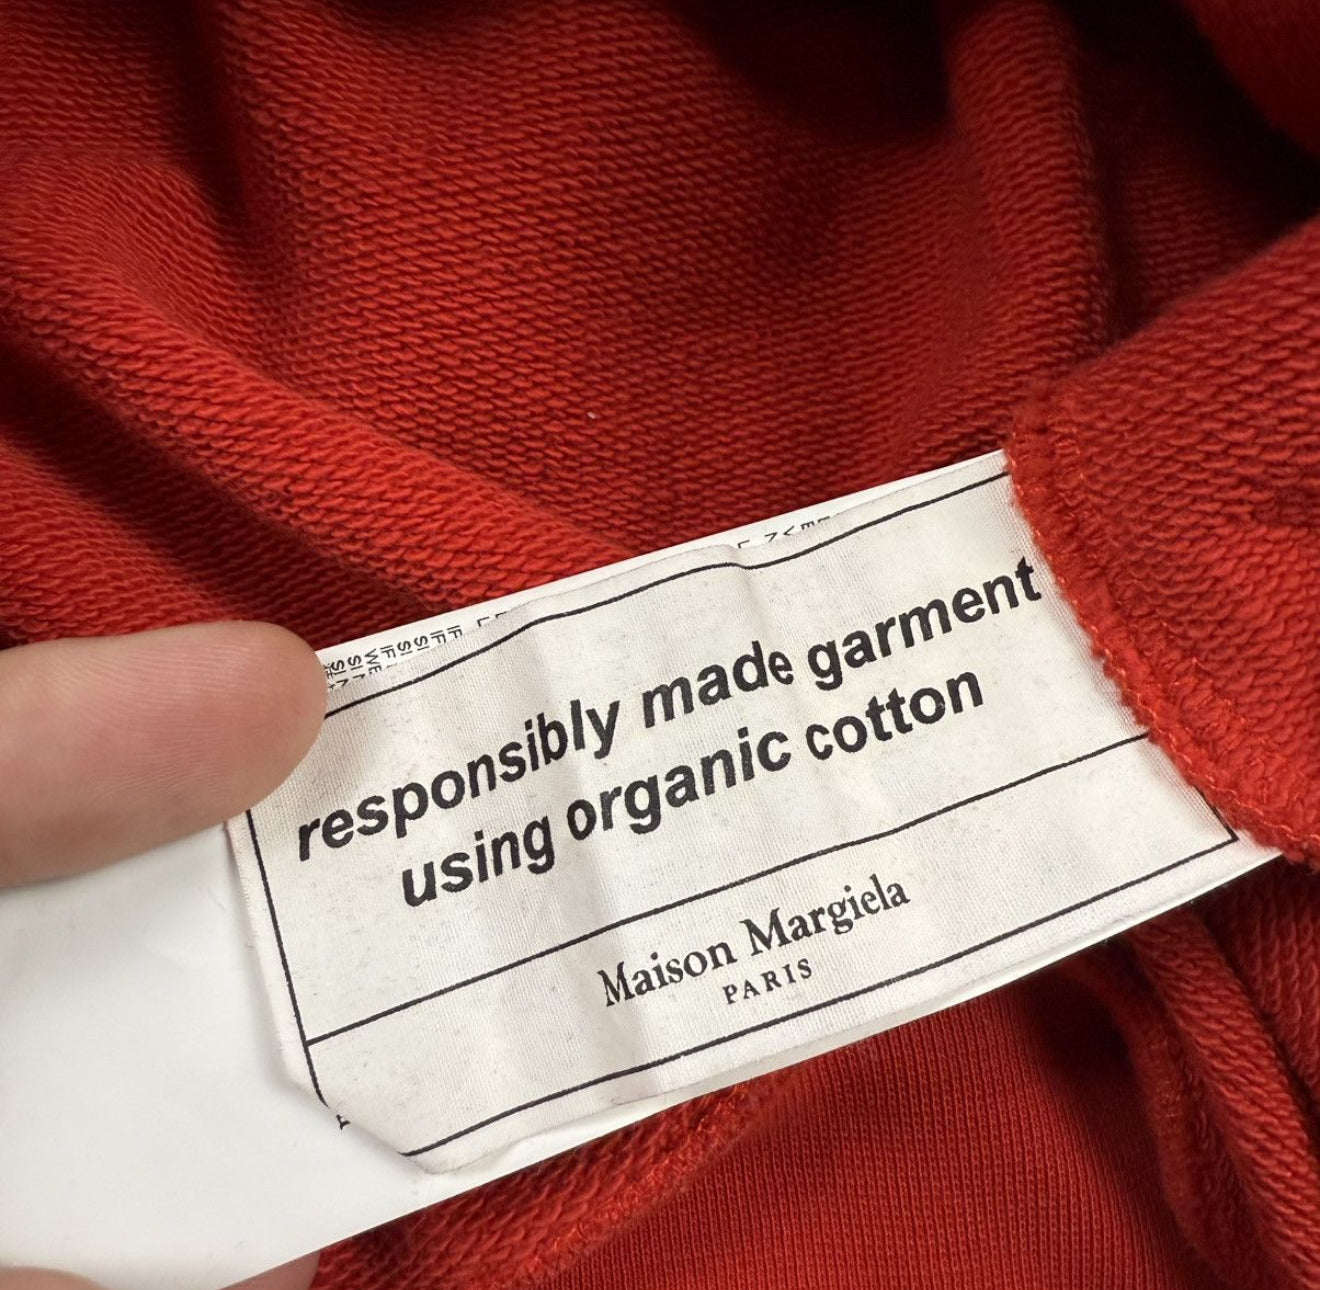 responsibly made garment
using organic cotton
Maison Margiela
PARIS